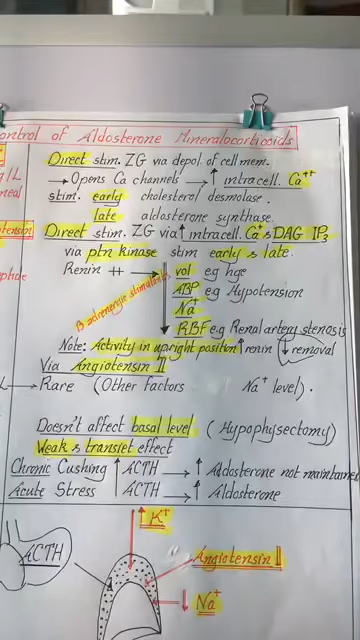 ontrol of Aldosterone Mineralocorticoids
Direct stim. ZG via depol. of cell mem.
→ Opens Ca channels → ↑ intracell. Ca++
stim. early cholesterol desmolase.
late aldosterone synthase.
Direct stim. ZG via ↑ intracell. Ca+ & DAG IP3
via ptn kinase stim early & late.
Renin ++ → vol eg hge
ABP eg Hypotension
Na+
RBF eg Renal artery stenosis
B adrenergic stimulants
Note: Activity in upright position ↑ renin ↓ removal
Via Angiotensin II
→ Rare (Other Factors Na+ level).
Doesn't affect basal level (Hypophysectomy)
Weak & transiet effect
Chronic Cushing ↑ ACTH → ↑ Aldosterone not maintained
Acute Stress ↑ ACTH → ↑ Aldosterone
↑ K+
ACTH
Angiotensin II
↓ Na+